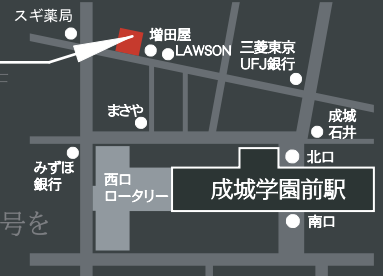 スギ薬局
増田屋
LAWSON
三菱東京
UFJ銀行
まさや
成城
石井
みずほ
銀行
西口
ロータリー
北口
成城学園前駅
南口
号を